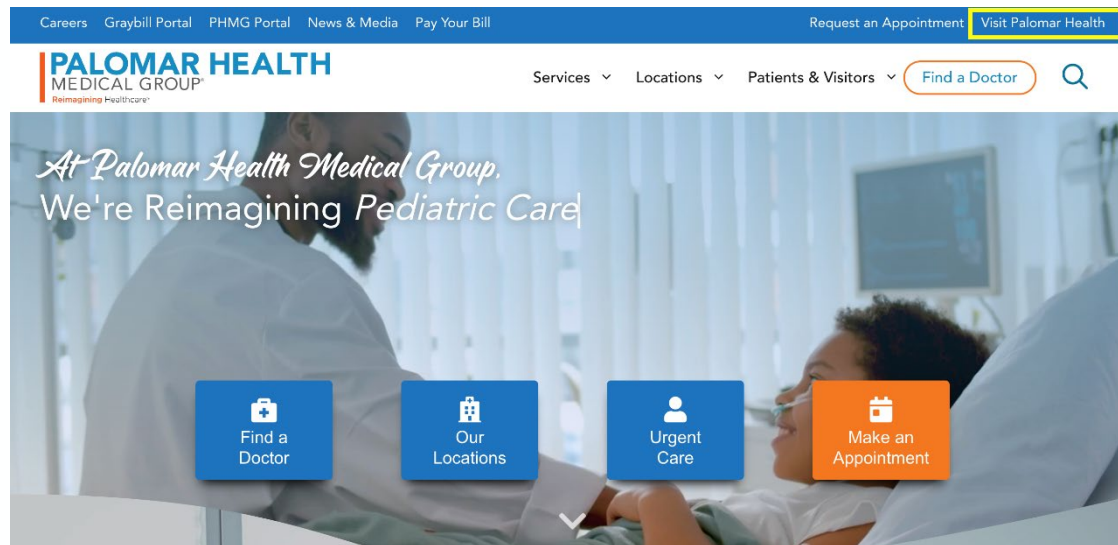 Careers Graybill Portal PHMG Portal News & Media Pay Your Bill Request an Appointment Visit Palomar Health
PALOMAR HEALTH
MEDICAL GROUP®
Reimagining Healthcare®
Services Locations Patients & Visitors Find a Doctor
At Palomar Health Medical Group,
We're Reimagining Pediatric Care
Find a
Doctor
Our
Locations
Urgent
Care
Make an
Appointment